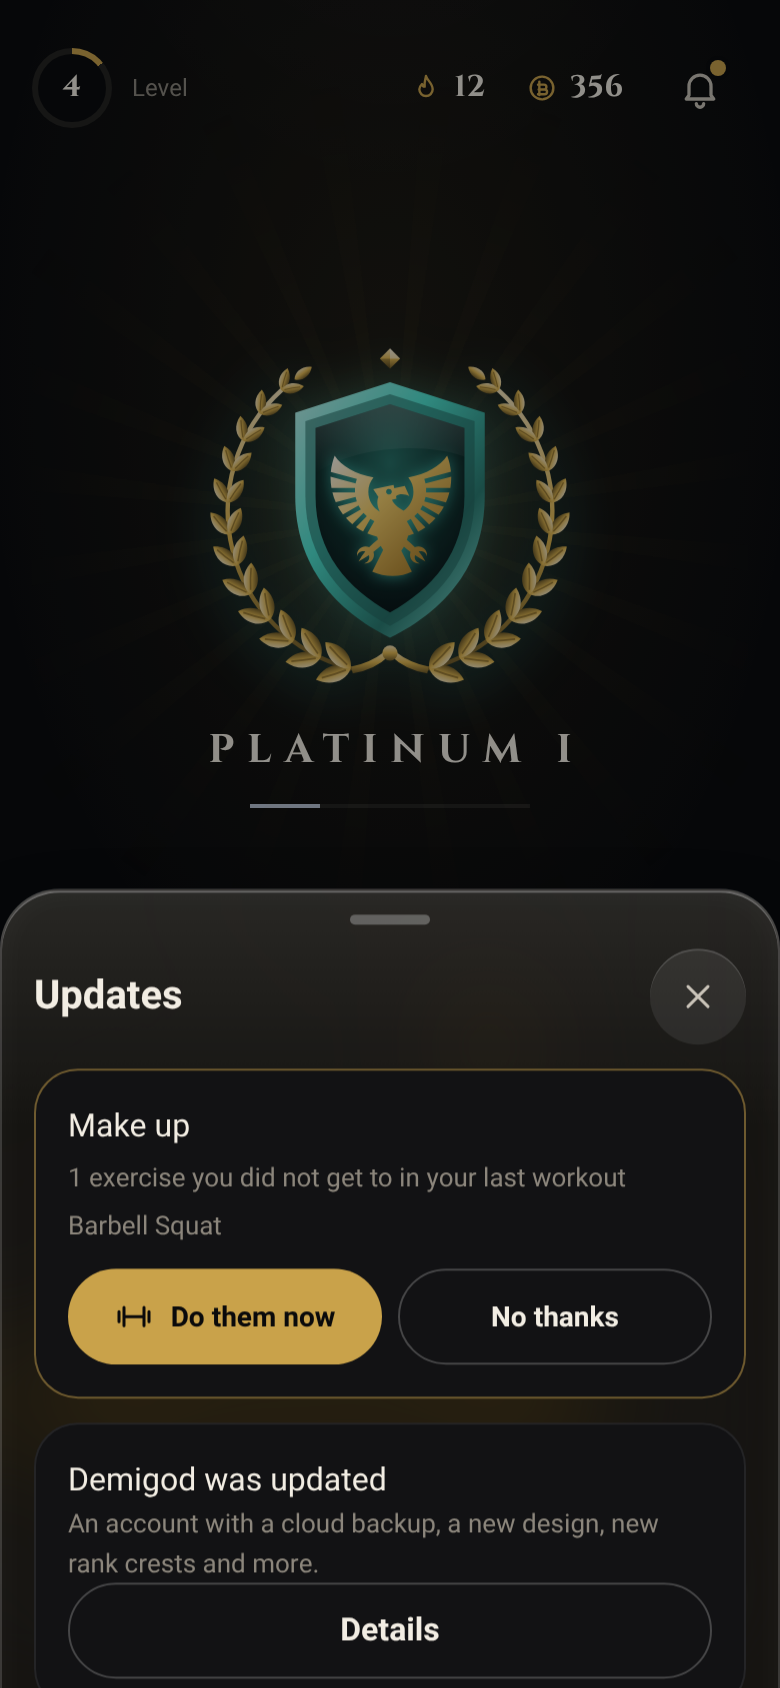 4
Level
12
356
PLATINUM I
Updates
Make up
1 exercise you did not get to in your last workout
Barbell Squat
Do them now
No thanks
Demigod was updated
An account with a cloud backup, a new design, new
rank crests and more.
Details